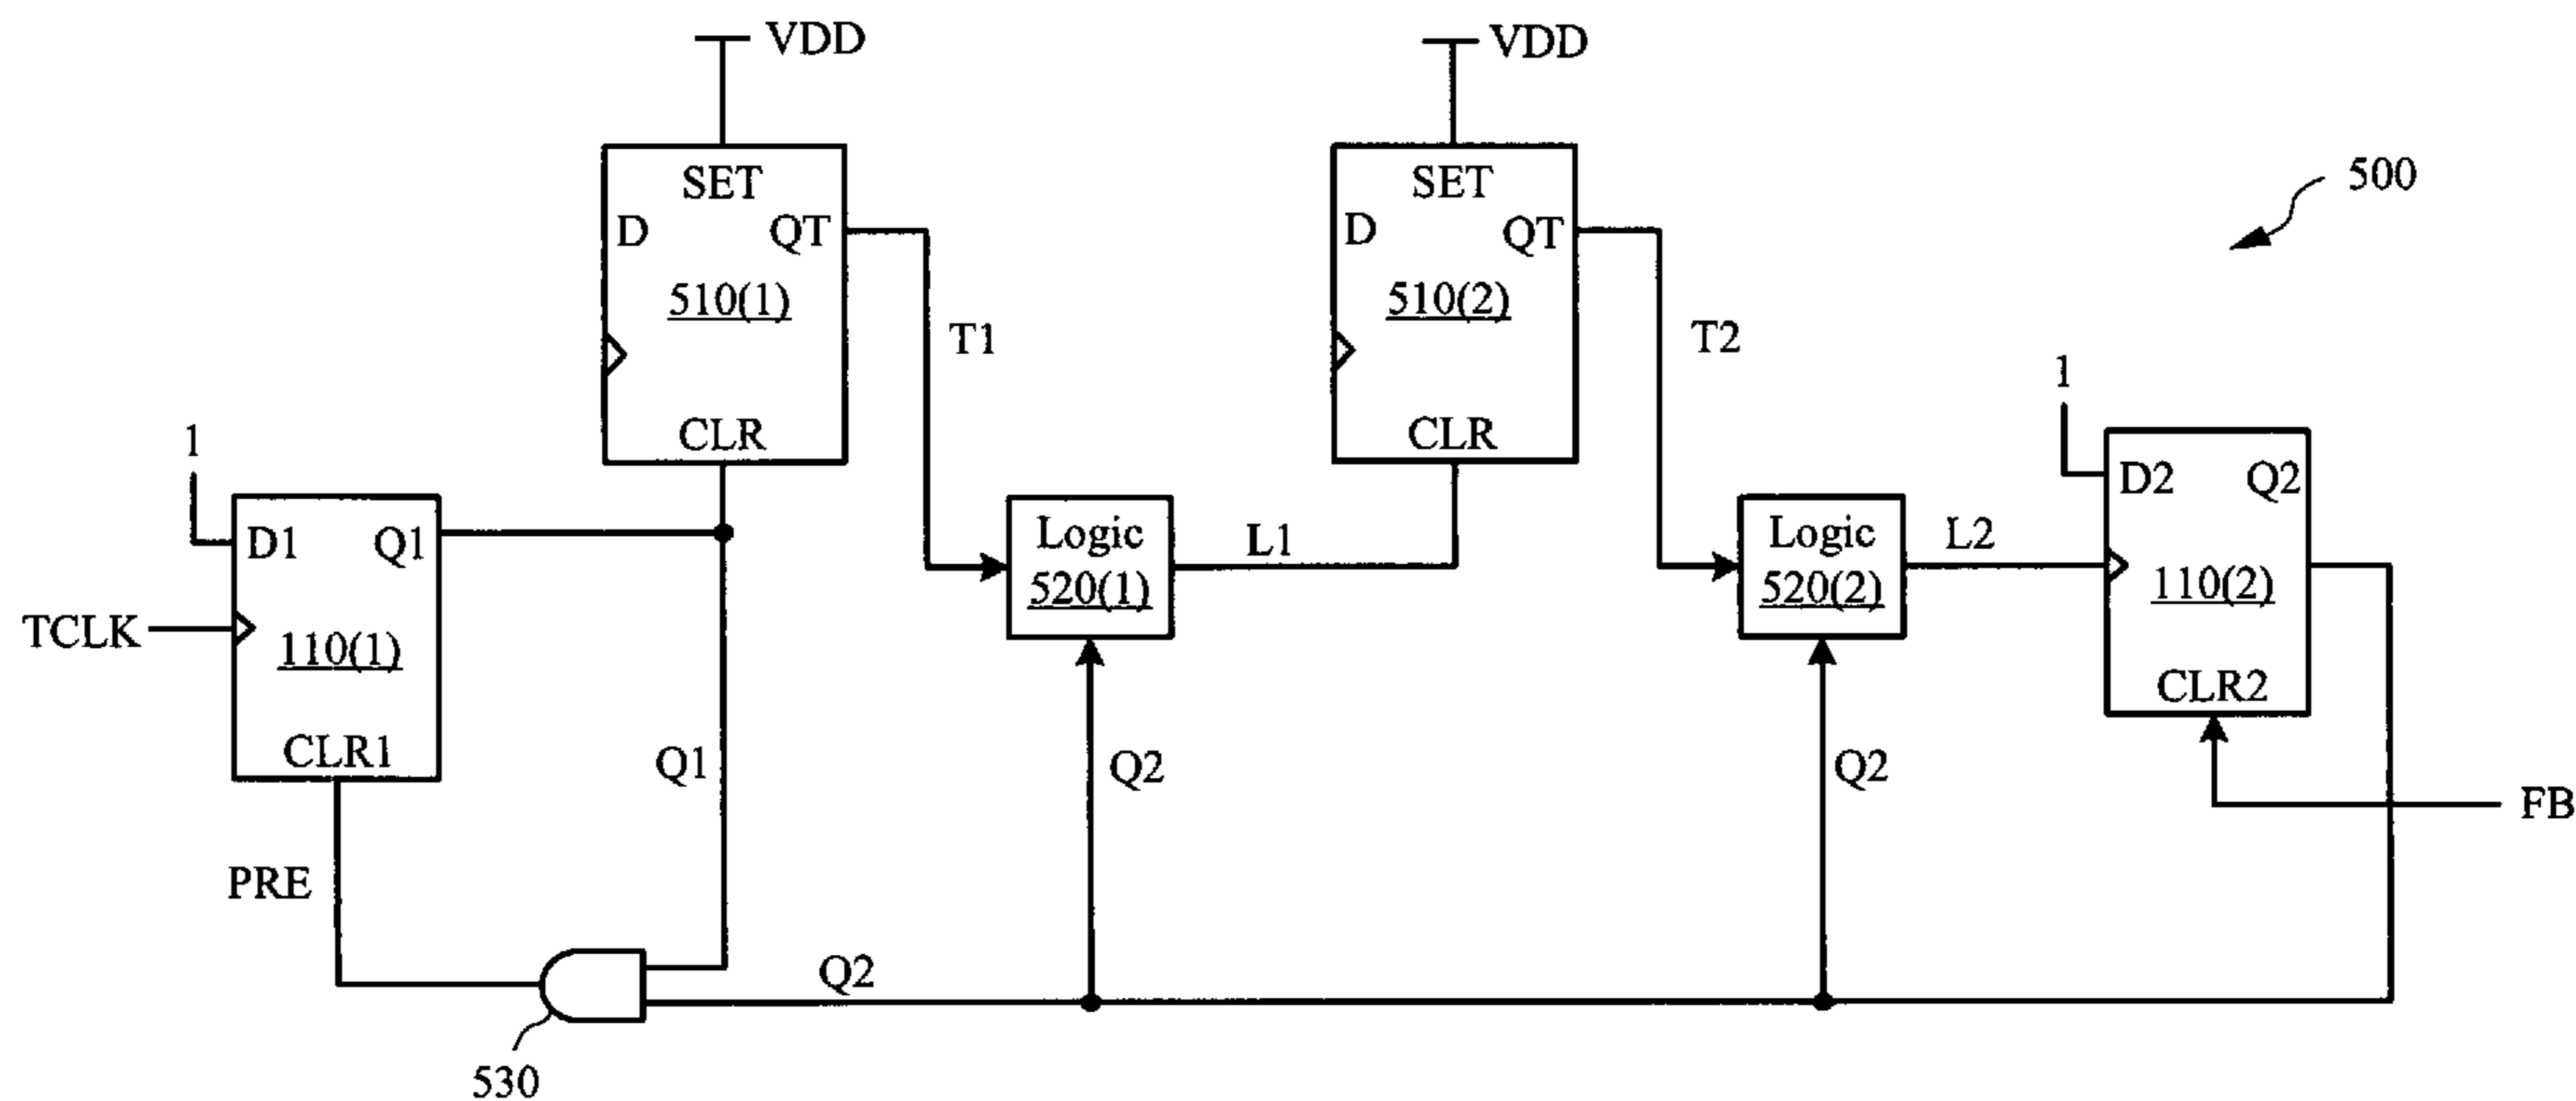 VDD
VDD
500
SET
D
QT
510(1)
CLR
T1
SET
D
QT
510(2)
CLR
T2
1
D1
Q1
110(1)
CLR1
TCLK
Logic
520(1)
L1
Logic
520(2)
L2
1
D2
Q2
110(2)
CLR2
Q1
Q2
Q2
FB
PRE
Q2
530